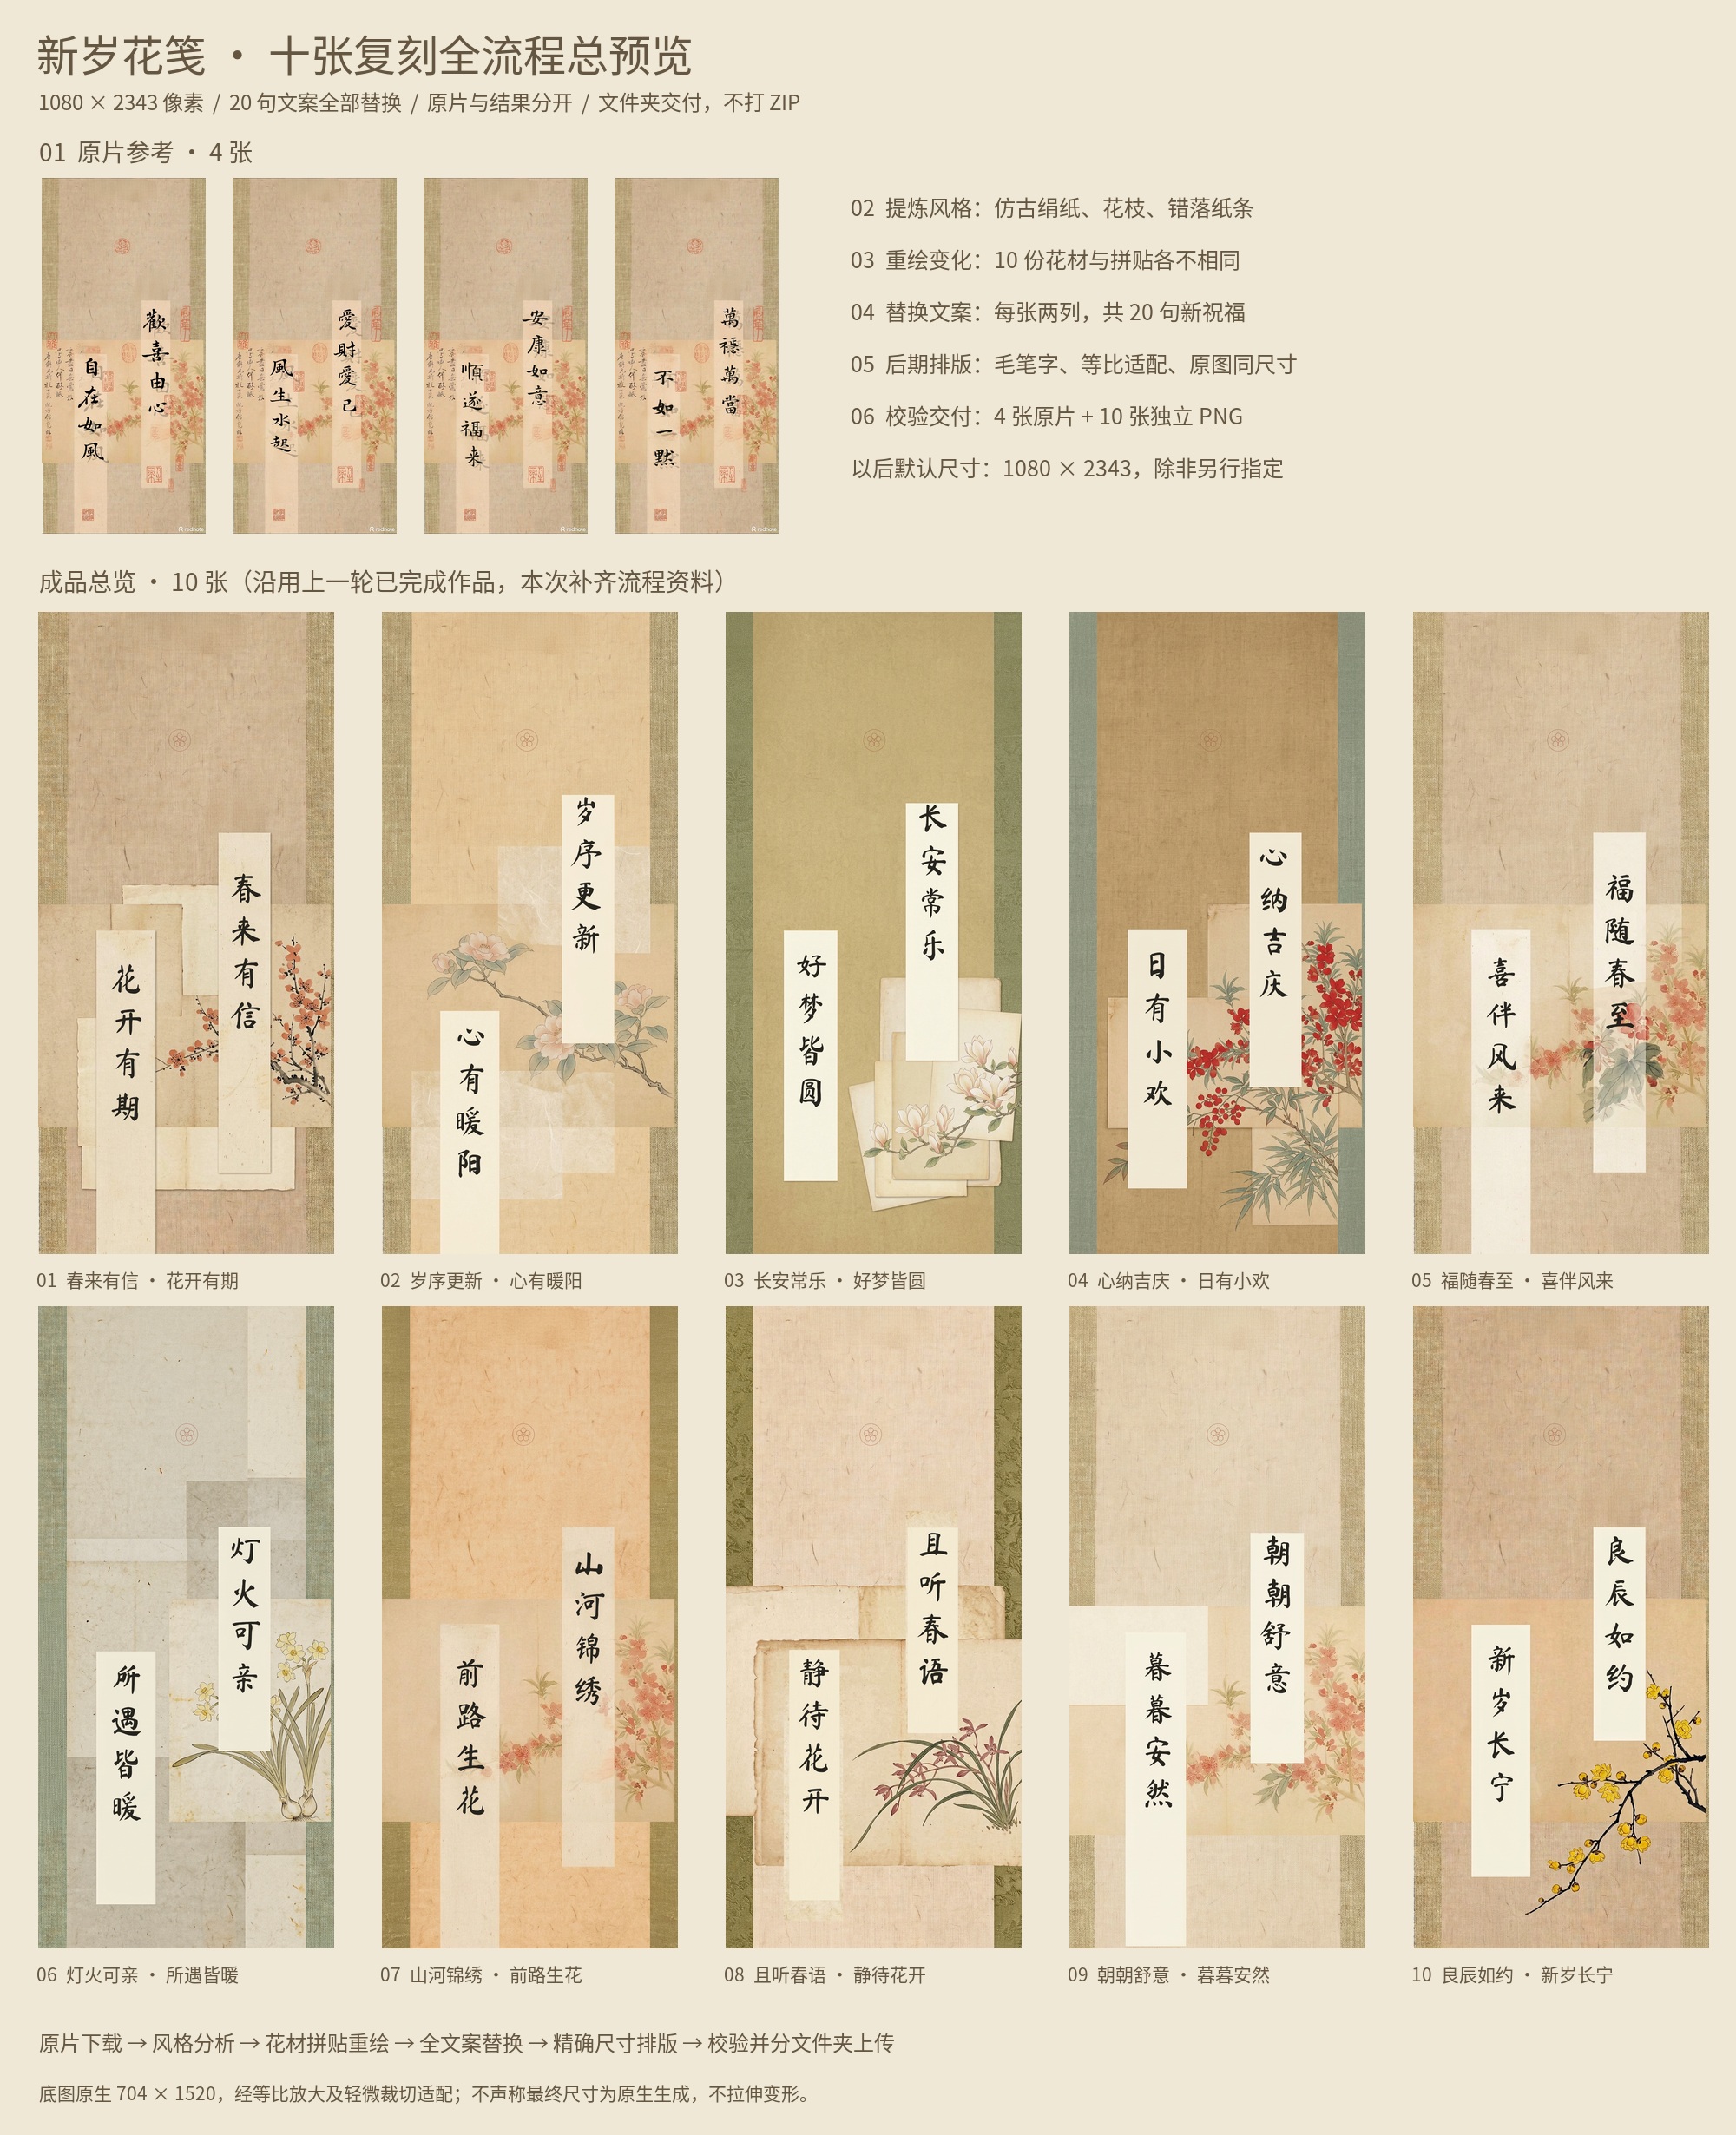 新岁花笺 · 十张复刻全流程总预览
1080 × 2343 像素 / 20 句文案全部替换 / 原片与结果分开 / 文件夹交付，不打 ZIP
01 原片参考 · 4 张
歡喜由心
自在如風
愛財愛己
風生水起
安康如意
順遂福来
萬穩萬當
不如一默
02 提炼风格：仿古绢纸、花枝、错落纸条
03 重绘变化：10 份花材与拼贴各不相同
04 替换文案：每张两列，共 20 句新祝福
05 后期排版：毛笔字、等比适配、原图同尺寸
06 校验交付：4 张原片 + 10 张独立 PNG
以后默认尺寸：1080 × 2343，除非另行指定
成品总览 · 10 张（沿用上一轮已完成作品，本次补齐流程资料）
春来有信
花开有期
岁序更新
心有暖阳
长安常乐
好梦皆圆
心纳吉庆
日有小欢
福随春至
喜伴风来
01 春来有信 · 花开有期
02 岁序更新 · 心有暖阳
03 长安常乐 · 好梦皆圆
04 心纳吉庆 · 日有小欢
05 福随春至 · 喜伴风来
灯火可亲
所遇皆暖
山河锦绣
前路生花
且听春语
静待花开
朝朝舒意
暮暮安然
良辰如约
新岁长宁
06 灯火可亲 · 所遇皆暖
07 山河锦绣 · 前路生花
08 且听春语 · 静待花开
09 朝朝舒意 · 暮暮安然
10 良辰如约 · 新岁长宁
原片下载 → 风格分析 → 花材拼贴重绘 → 全文案替换 → 精确尺寸排版 → 校验并分文件夹上传
底图原生 704 × 1520，经等比放大及轻微裁切适配；不声称最终尺寸为原生生成，不拉伸变形。